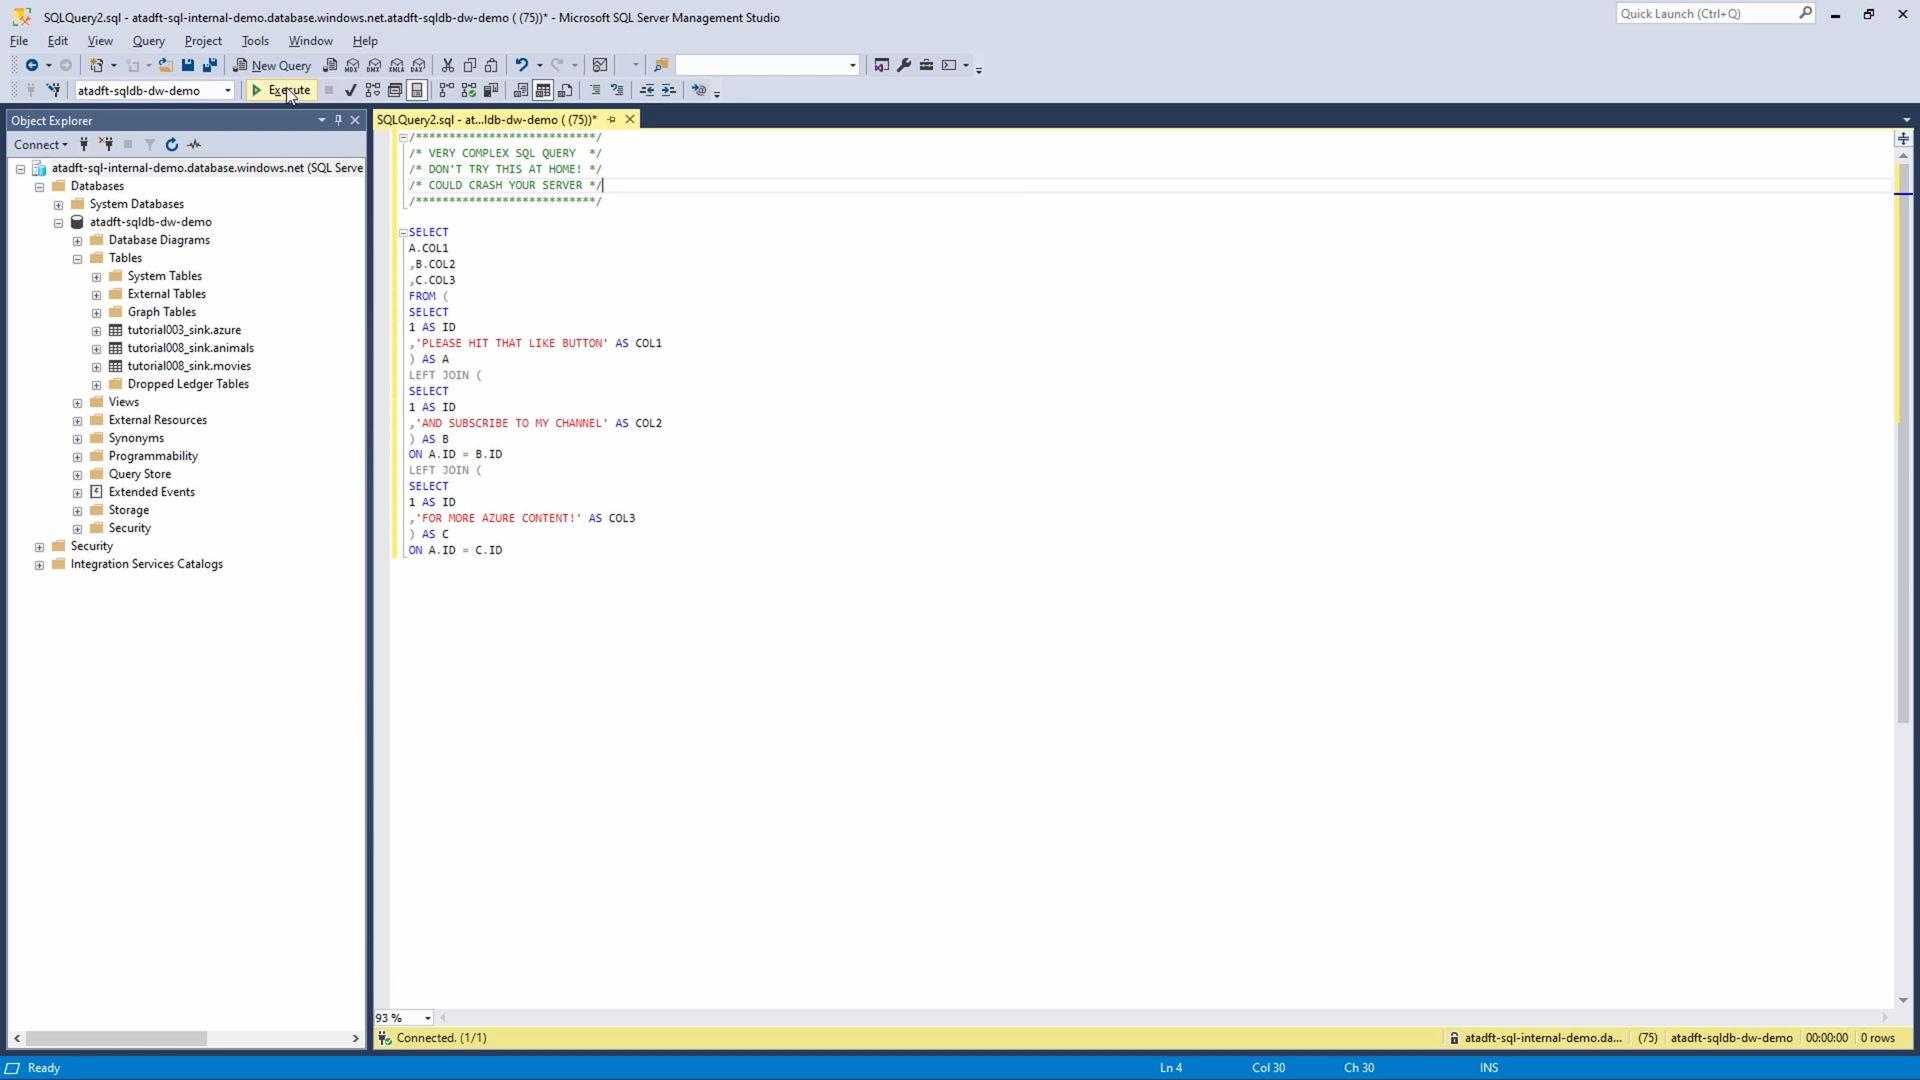 SQLQuery2.sql - atadft-sql-internal-demo.database.windows.net.atadft-sqldb-dw-demo ( (75))* - Microsoft SQL Server Management Studio
Quick Launch (Ctrl+Q)
File Edit View Query Project Tools Window Help
New Query
atadft-sqldb-dw-demo Execute
Object Explorer
SQLQuery2.sql - at...ldb-dw-demo ( (75))*
Connect
atadft-sql-internal-demo.database.windows.net (SQL Serve
Databases
System Databases
atadft-sqldb-dw-demo
Database Diagrams
Tables
System Tables
External Tables
Graph Tables
tutorial003_sink.azure
tutorial008_sink.animals
tutorial008_sink.movies
Dropped Ledger Tables
Views
External Resources
Synonyms
Programmability
Query Store
Extended Events
Storage
Security
Security
Integration Services Catalogs
/***************************/
/* VERY COMPLEX SQL QUERY  */
/* DON'T TRY THIS AT HOME! */
/* COULD CRASH YOUR SERVER */
/***************************/
SELECT
A.COL1
,B.COL2
,C.COL3
FROM (
SELECT
1 AS ID
,'PLEASE HIT THAT LIKE BUTTON' AS COL1
) AS A
LEFT JOIN (
SELECT
1 AS ID
,'AND SUBSCRIBE TO MY CHANNEL' AS COL2
) AS B
ON A.ID = B.ID
LEFT JOIN (
SELECT
1 AS ID
,'FOR MORE AZURE CONTENT!' AS COL3
) AS C
ON A.ID = C.ID
93 %
Connected. (1/1)
atadft-sql-internal-demo.da... (75) atadft-sqldb-dw-demo 00:00:00 0 rows
Ready
Ln 4 Col 30 Ch 30 INS